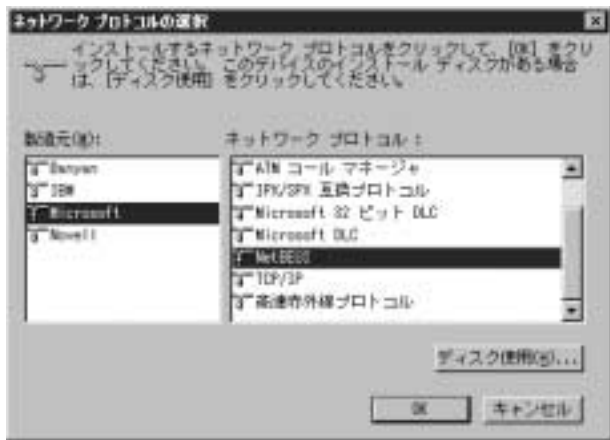 ネットワーク プロトコルの選択
インストールするネットワーク プロトコルをクリックして、[OK] をクリ
ックしてください。このデバイスのインストール ディスクがある場合
は、[ディスク使用] をクリックしてください。
製造元(M):
ネットワーク プロトコル :
Banyan
IBM
Microsoft
Novell
ATM コール マネージャ
IPX/SPX 互換プロトコル
Microsoft 32 ビット DLC
Microsoft DLC
NetBEUI
TCP/IP
高速赤外線プロトコル
ディスク使用(H)...
OK
キャンセル